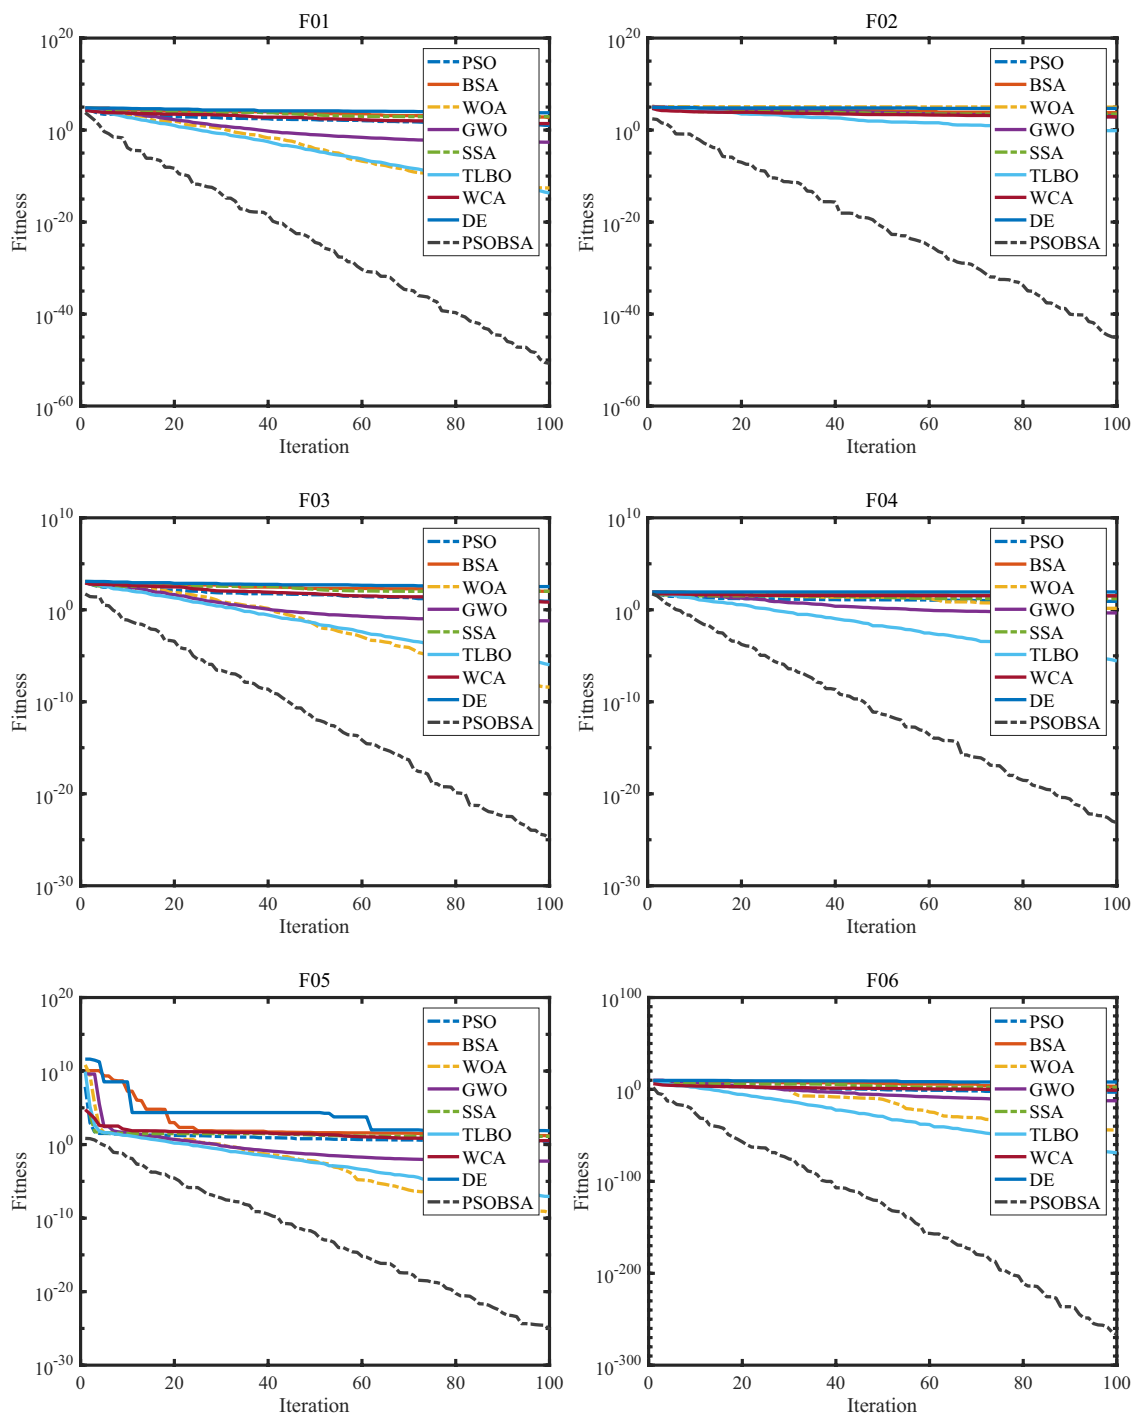 F01
10^20
10^0
10^-20
10^-40
10^-60
Fitness
0 20 40 60 80 100
Iteration
PSO
BSA
WOA
GWO
SSA
TLBO
WCA
DE
PSOBSA
F02
10^20
10^0
10^-20
10^-40
10^-60
Fitness
0 20 40 60 80 100
Iteration
PSO
BSA
WOA
GWO
SSA
TLBO
WCA
DE
PSOBSA
F03
10^10
10^0
10^-10
10^-20
10^-30
Fitness
0 20 40 60 80 100
Iteration
PSO
BSA
WOA
GWO
SSA
TLBO
WCA
DE
PSOBSA
F04
10^10
10^0
10^-10
10^-20
10^-30
Fitness
0 20 40 60 80 100
Iteration
PSO
BSA
WOA
GWO
SSA
TLBO
WCA
DE
PSOBSA
F05
10^20
10^10
10^0
10^-10
10^-20
10^-30
Fitness
0 20 40 60 80 100
Iteration
PSO
BSA
WOA
GWO
SSA
TLBO
WCA
DE
PSOBSA
F06
10^100
10^0
10^-100
10^-200
10^-300
Fitness
0 20 40 60 80 100
Iteration
PSO
BSA
WOA
GWO
SSA
TLBO
WCA
DE
PSOBSA